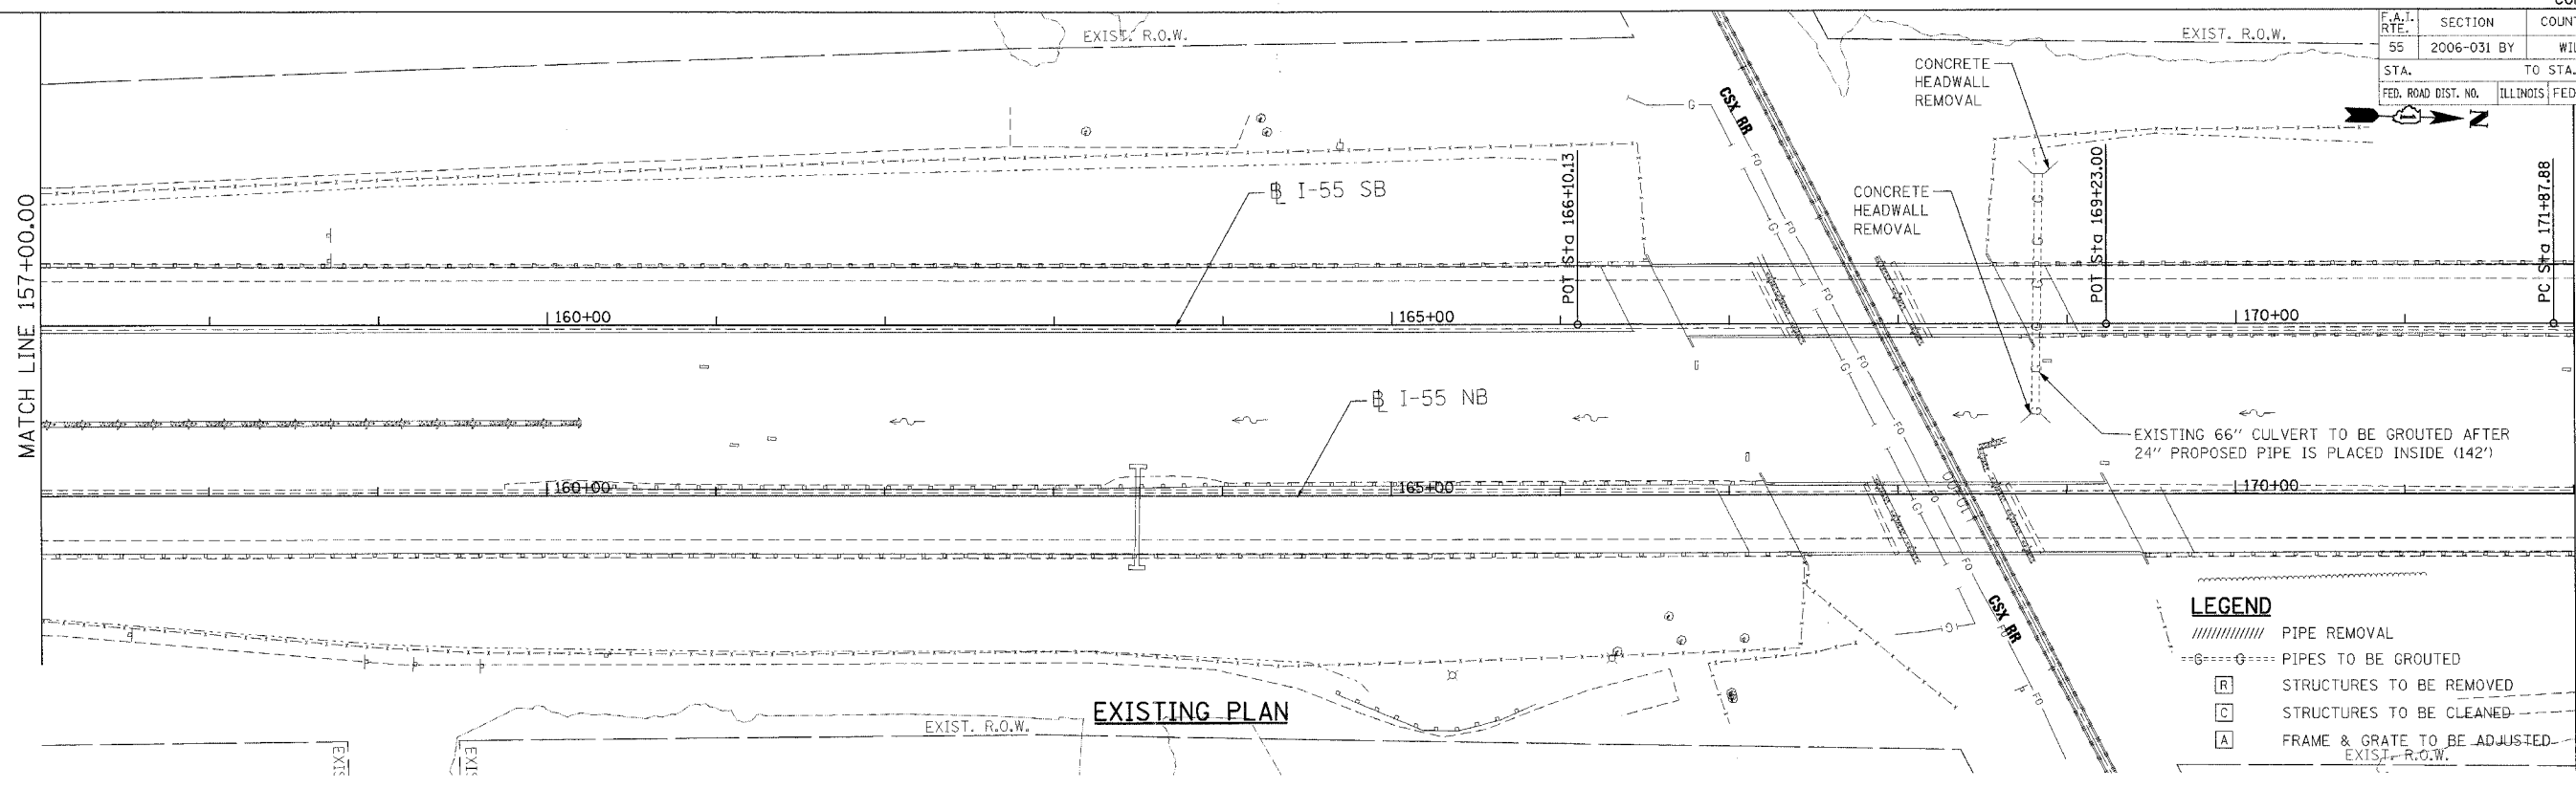 EXIST. R.O.W.
EXIST. R.O.W.
F.A.I. RTE.
SECTION
55
2006-031 BY
STA.
TO STA.
FED. ROAD DIST. NO.
ILLINOIS
FED
CONCRETE
HEADWALL
REMOVAL
N
CSX RR
MATCH LINE 157+00.00
℄ I-55 SB
POT Sta 166+10.13
CONCRETE
HEADWALL
REMOVAL
POT Sta 169+23.00
PC Sta 171+87.88
160+00
165+00
170+00
℄ I-55 NB
EXISTING 66" CULVERT TO BE GROUTED AFTER
24" PROPOSED PIPE IS PLACED INSIDE (142')
160+00
165+00
170+00
CSX RR
LEGEND
PIPE REMOVAL
PIPES TO BE GROUTED
R STRUCTURES TO BE REMOVED
C STRUCTURES TO BE CLEANED
A FRAME & GRATE TO BE ADJUSTED
EXISTING PLAN
EXIST. R.O.W.
EXIST. R.O.W.
EXIS
EXIS